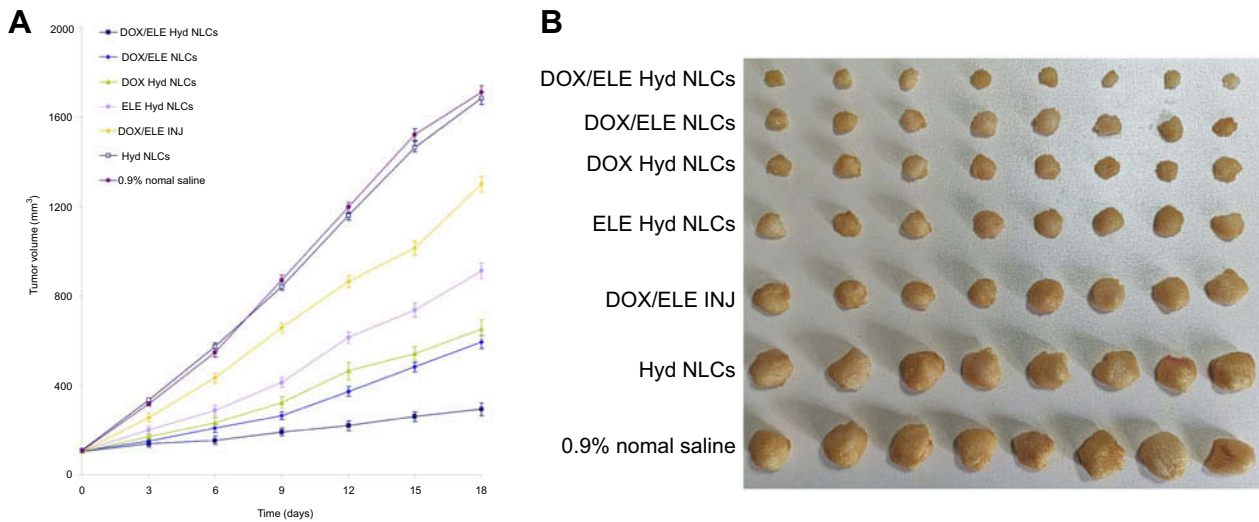 A
Tumor volume (mm³)
2000
1600
1200
800
400
0
DOX/ELE Hyd NLCs
DOX/ELE NLCs
DOX Hyd NLCs
ELE Hyd NLCs
DOX/ELE INJ
Hyd NLCs
0.9% nomal saline
0
3
6
9
12
15
18
Time (days)
B
DOX/ELE Hyd NLCs
DOX/ELE NLCs
DOX Hyd NLCs
ELE Hyd NLCs
DOX/ELE INJ
Hyd NLCs
0.9% nomal saline